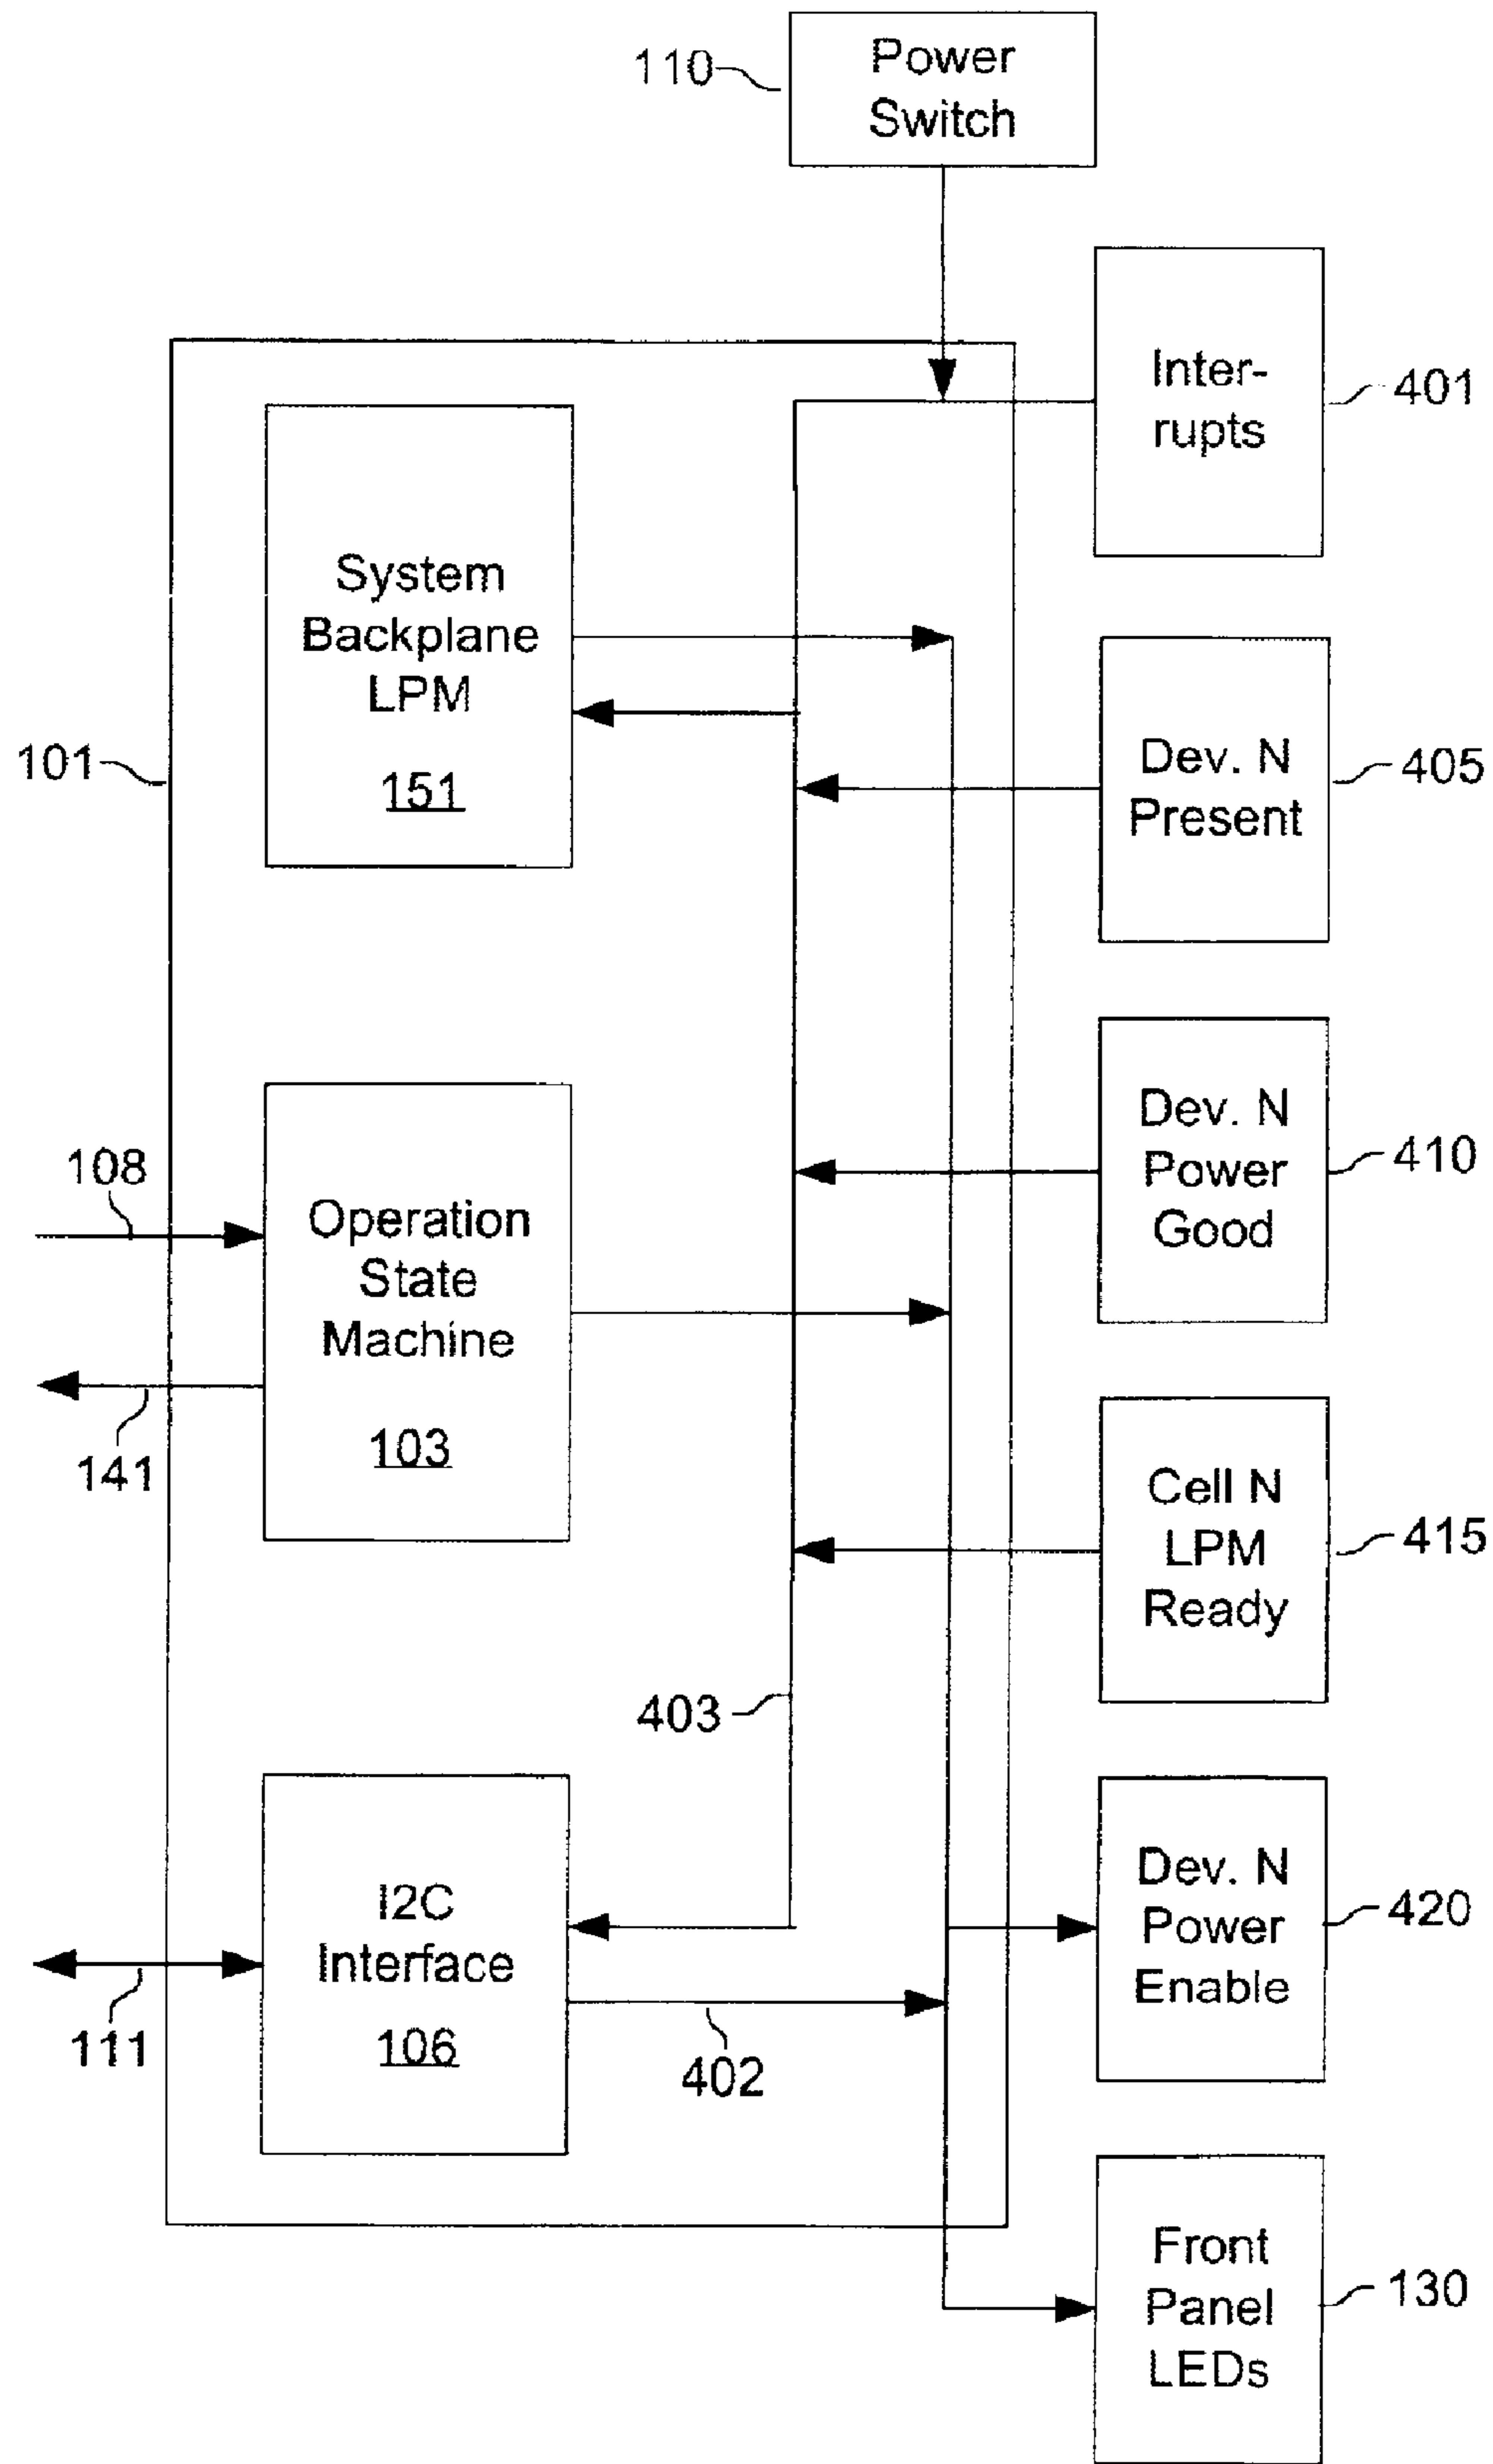 110
Power
Switch
Inter-
rupts
401
System
Backplane
LPM
151
101
Dev. N
Present
405
Dev. N
Power
Good
410
108
Operation
State
Machine
103
141
Cell N
LPM
Ready
415
403
I2C
Interface
106
111
402
Dev. N
Power
Enable
420
Front
Panel
LEDs
130